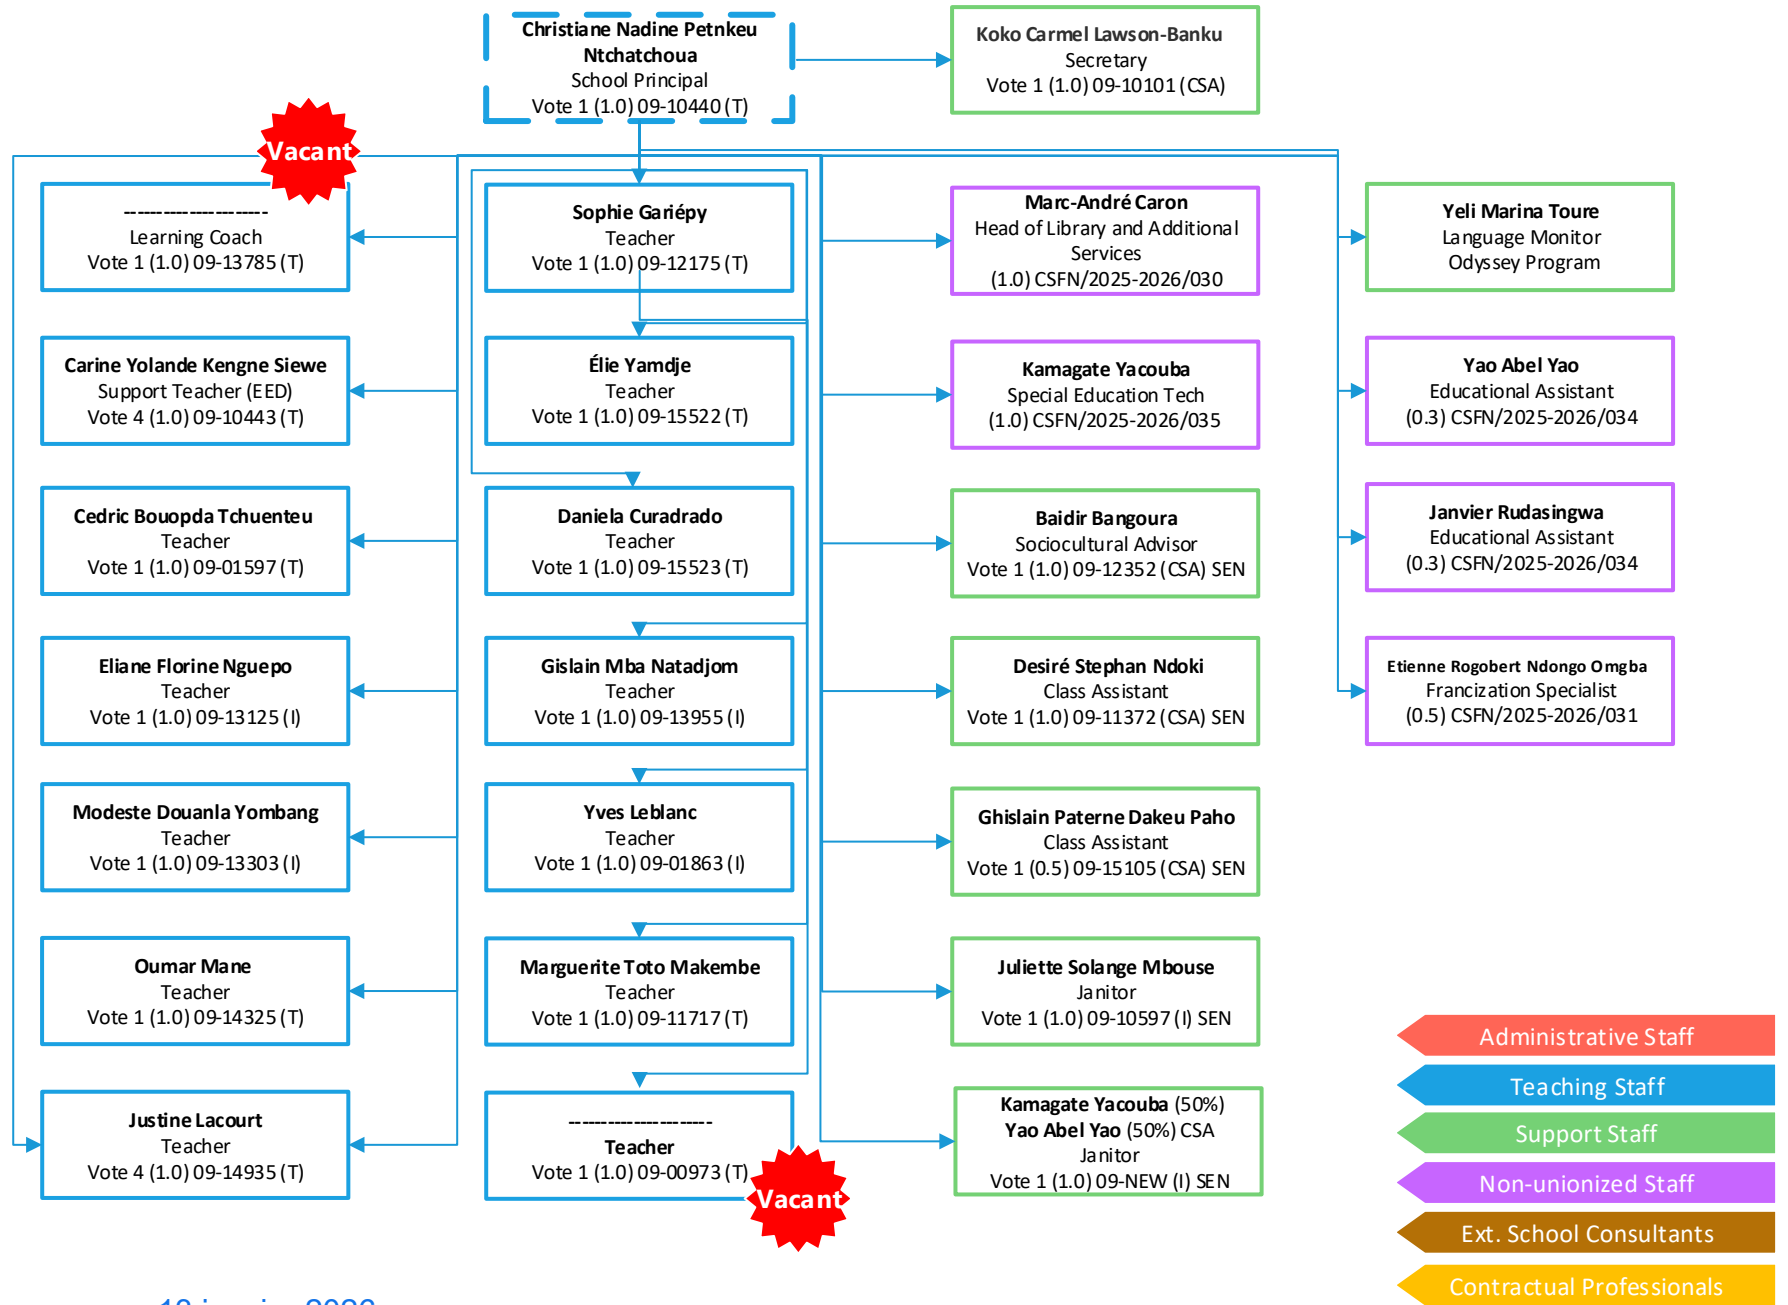 Christiane Nadine Petnkeu
Ntchatchoua
School Principal
Vote 1 (1.0) 09-10440 (T)
Koko Carmel Lawson-Banku
Secretary
Vote 1 (1.0) 09-10101 (CSA)
Vacant
----------------------
Learning Coach
Vote 1 (1.0) 09-13785 (T)
Sophie Gariépy
Teacher
Vote 1 (1.0) 09-12175 (T)
Marc-André Caron
Head of Library and Additional
Services
(1.0) CSFN/2025-2026/030
Yeli Marina Toure
Language Monitor
Odyssey Program
Carine Yolande Kengne Siewe
Support Teacher (EED)
Vote 4 (1.0) 09-10443 (T)
Élie Yamdje
Teacher
Vote 1 (1.0) 09-15522 (T)
Kamagate Yacouba
Special Education Tech
(1.0) CSFN/2025-2026/035
Yao Abel Yao
Educational Assistant
(0.3) CSFN/2025-2026/034
Cedric Bouopda Tchuenteu
Teacher
Vote 1 (1.0) 09-01597 (T)
Daniela Curadrado
Teacher
Vote 1 (1.0) 09-15523 (T)
Baidir Bangoura
Sociocultural Advisor
Vote 1 (1.0) 09-12352 (CSA) SEN
Janvier Rudasingwa
Educational Assistant
(0.3) CSFN/2025-2026/034
Eliane Florine Nguepo
Teacher
Vote 1 (1.0) 09-13125 (I)
Gislain Mba Natadjom
Teacher
Vote 1 (1.0) 09-13955 (I)
Desiré Stephan Ndoki
Class Assistant
Vote 1 (1.0) 09-11372 (CSA) SEN
Etienne Rogobert Ndongo Omgba
Francization Specialist
(0.5) CSFN/2025-2026/031
Modeste Douanla Yombang
Teacher
Vote 1 (1.0) 09-13303 (I)
Yves Leblanc
Teacher
Vote 1 (1.0) 09-01863 (I)
Ghislain Paterne Dakeu Paho
Class Assistant
Vote 1 (0.5) 09-15105 (CSA) SEN
Oumar Mane
Teacher
Vote 1 (1.0) 09-14325 (T)
Marguerite Toto Makembe
Teacher
Vote 1 (1.0) 09-11717 (T)
Juliette Solange Mbouse
Janitor
Vote 1 (1.0) 09-10597 (I) SEN
Justine Lacourt
Teacher
Vote 4 (1.0) 09-14935 (T)
----------------------
Teacher
Vote 1 (1.0) 09-00973 (T)
Vacant
Kamagate Yacouba (50%)
Yao Abel Yao (50%) CSA
Janitor
Vote 1 (1.0) 09-NEW (I) SEN
Administrative Staff
Teaching Staff
Support Staff
Non-unionized Staff
Ext. School Consultants
Contractual Professionals